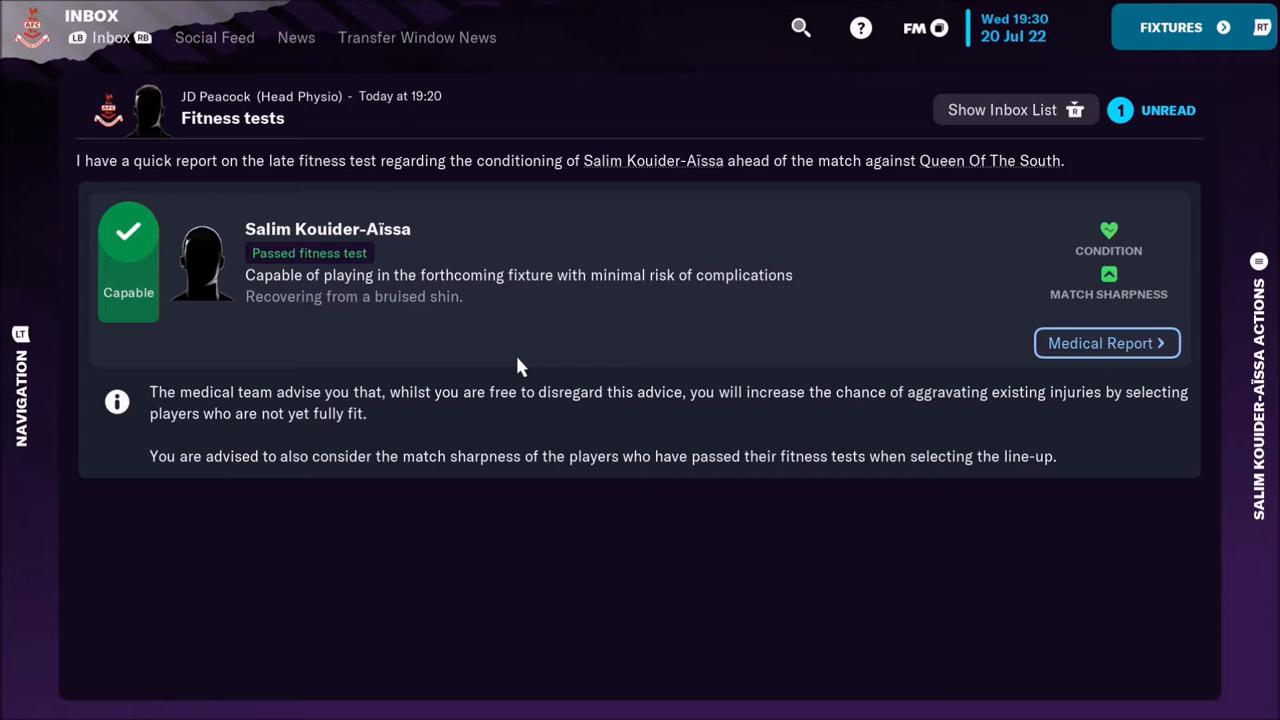 INBOX
LB Inbox RB Social Feed News Transfer Window News
FM
Wed 19:30
20 Jul 22
FIXTURES
RT
AFC
JD Peacock (Head Physio) - Today at 19:20
Fitness tests
Show Inbox List R
1 UNREAD
I have a quick report on the late fitness test regarding the conditioning of Salim Kouider-Aïssa ahead of the match against Queen Of The South.
Capable
Salim Kouider-Aïssa
Passed fitness test
Capable of playing in the forthcoming fixture with minimal risk of complications
Recovering from a bruised shin.
CONDITION
MATCH SHARPNESS
Medical Report
The medical team advise you that, whilst you are free to disregard this advice, you will increase the chance of aggravating existing injuries by selecting
players who are not yet fully fit.
You are advised to also consider the match sharpness of the players who have passed their fitness tests when selecting the line-up.
LT
NAVIGATION
SALIM KOUIDER-AÏSSA ACTIONS